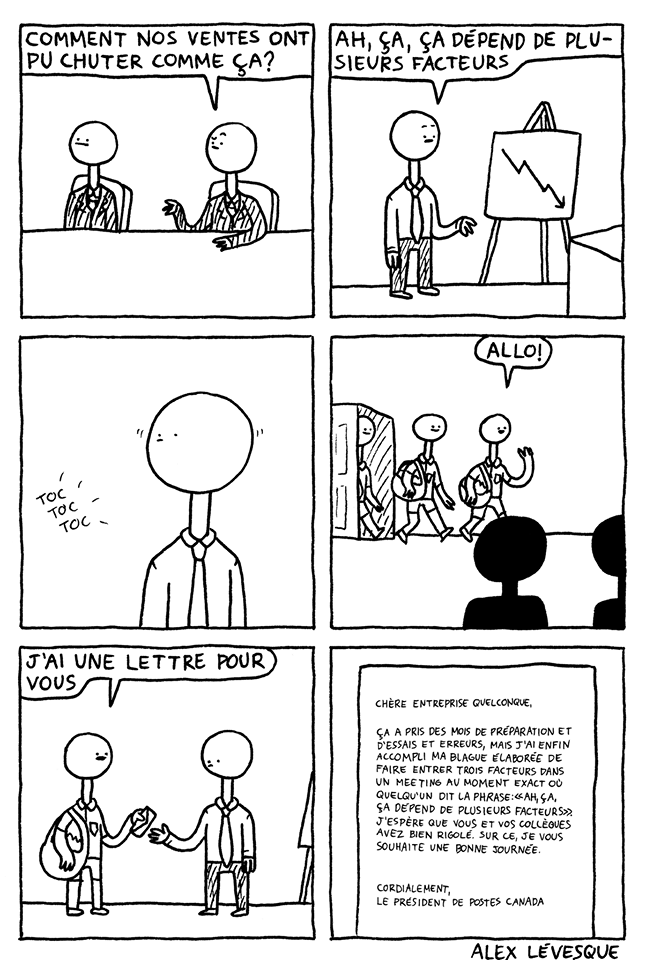 COMMENT NOS VENTES ONT
PU CHUTER COMME ÇA?
AH, ÇA, ÇA DÉPEND DE PLU-
SIEURS FACTEURS
TOC
TOC
TOC
ALLO!
J'AI UNE LETTRE POUR
VOUS
CHÈRE ENTREPRISE QUELCONQUE,
ÇA A PRIS DES MOIS DE PRÉPARATION ET
D'ESSAIS ET ERREURS, MAIS J'AI ENFIN
ACCOMPLI MA BLAGUE ÉLABORÉE DE
FAIRE ENTRER TROIS FACTEURS DANS
UN MEETING AU MOMENT EXACT OÙ
QUELQU'UN DIT LA PHRASE:«AH, ÇA,
ÇA DÉPEND DE PLUSIEURS FACTEURS».
J'ESPÈRE QUE VOUS ET VOS COLLÈGUES
AVEZ BIEN RIGOLÉ. SUR CE, JE VOUS
SOUHAITE UNE BONNE JOURNÉE.
CORDIALEMENT,
LE PRÉSIDENT DE POSTES CANADA
ALEX LÉVESQUE